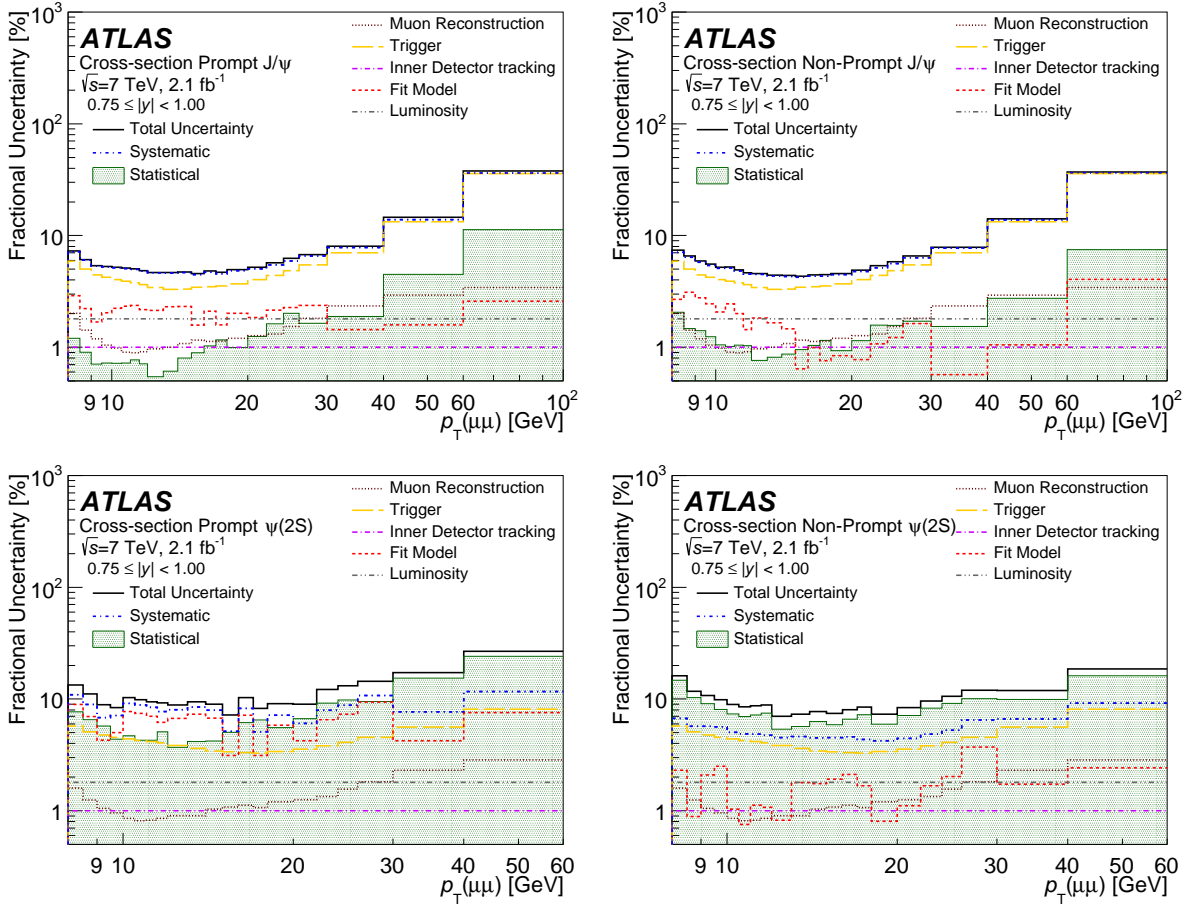 Fractional Uncertainty [%]
10³
10²
10
1
ATLAS
Cross-section Prompt J/ψ
√s=7 TeV, 2.1 fb⁻¹
0.75 ≤ |y| < 1.00
Total Uncertainty
Systematic
Statistical
Muon Reconstruction
Trigger
Inner Detector tracking
Fit Model
Luminosity
9 10 20 30 40 50 60 10²
p_T(μμ) [GeV]
Fractional Uncertainty [%]
10³
10²
10
1
ATLAS
Cross-section Non-Prompt J/ψ
√s=7 TeV, 2.1 fb⁻¹
0.75 ≤ |y| < 1.00
Total Uncertainty
Systematic
Statistical
Muon Reconstruction
Trigger
Inner Detector tracking
Fit Model
Luminosity
9 10 20 30 40 50 60 10²
p_T(μμ) [GeV]
Fractional Uncertainty [%]
10³
10²
10
1
ATLAS
Cross-section Prompt ψ(2S)
√s=7 TeV, 2.1 fb⁻¹
0.75 ≤ |y| < 1.00
Total Uncertainty
Systematic
Statistical
Muon Reconstruction
Trigger
Inner Detector tracking
Fit Model
Luminosity
9 10 20 30 40 50 60
p_T(μμ) [GeV]
Fractional Uncertainty [%]
10³
10²
10
1
ATLAS
Cross-section Non-Prompt ψ(2S)
√s=7 TeV, 2.1 fb⁻¹
0.75 ≤ |y| < 1.00
Total Uncertainty
Systematic
Statistical
Muon Reconstruction
Trigger
Inner Detector tracking
Fit Model
Luminosity
9 10 20 30 40 50 60
p_T(μμ) [GeV]